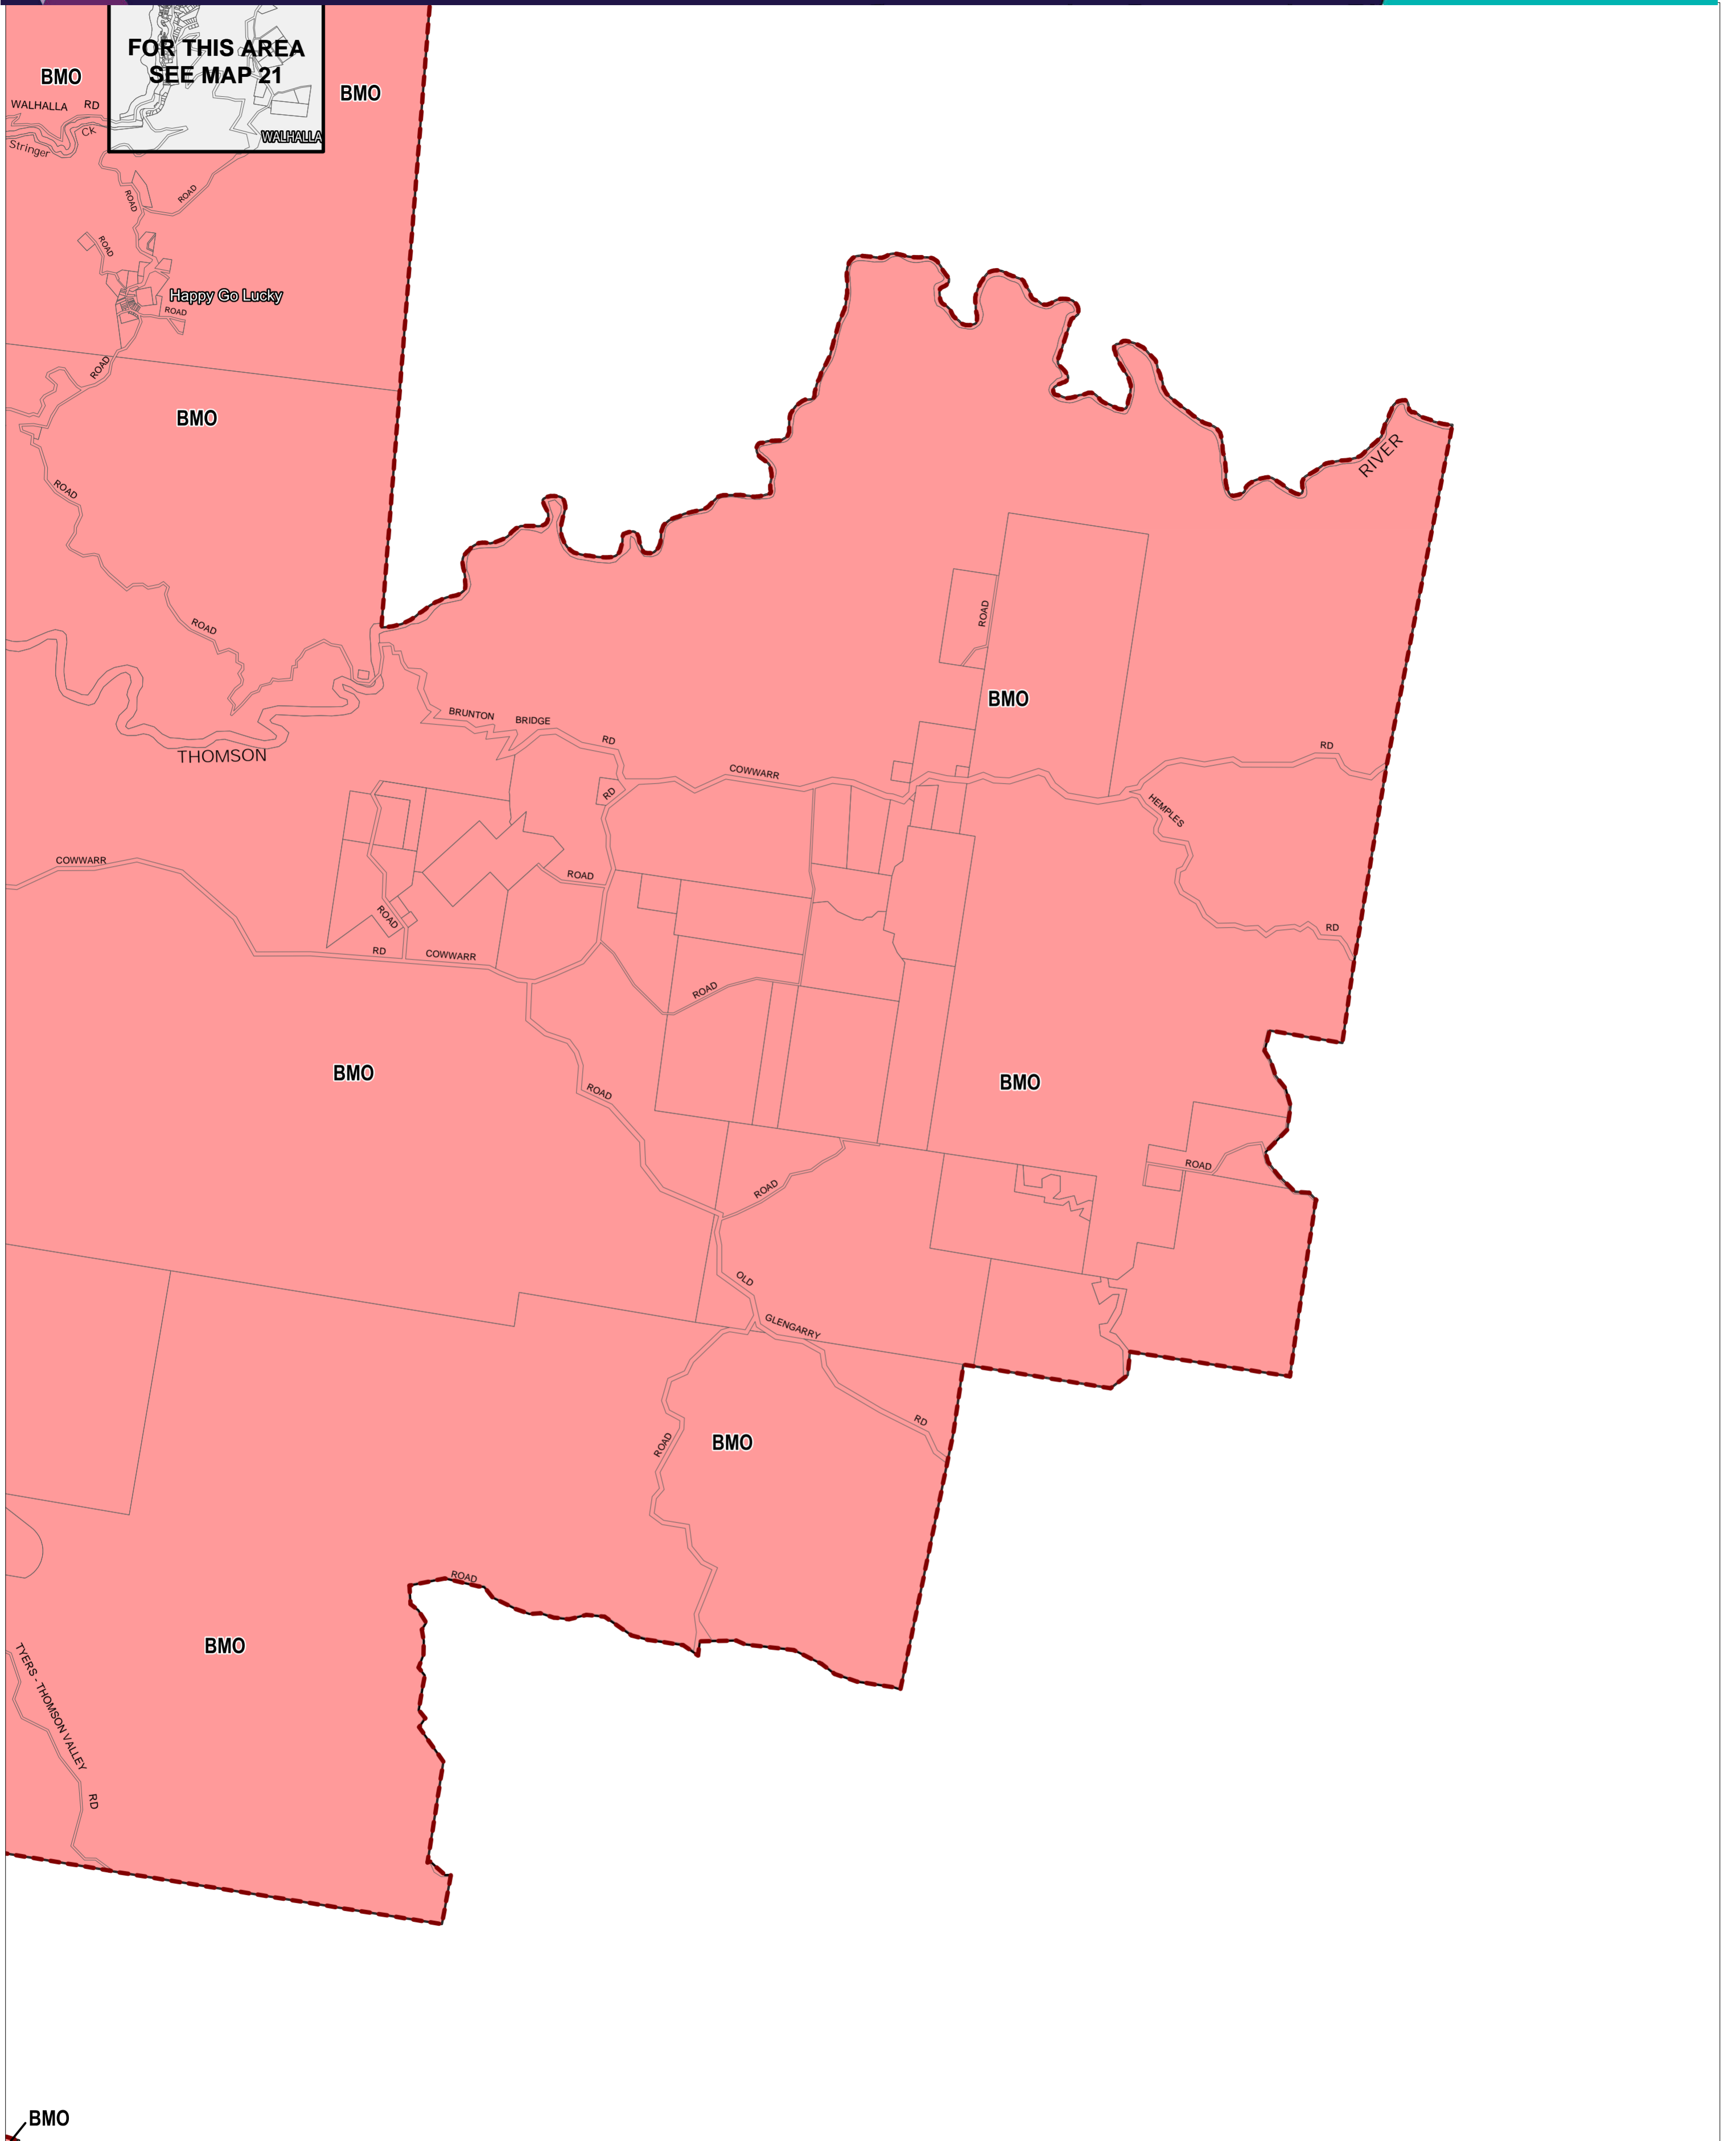 FOR THIS AREA
SEE MAP 21
BMO
BMO
WALHALLA RD
Ck
Stringer
WALHALLA
ROAD
ROAD
ROAD
Happy Go Lucky
ROAD
ROAD
BMO
RIVER
ROAD
ROAD
ROAD
BMO
BRUNTON BRIDGE RD
THOMSON
RD
COWWARR
RD
HEMPLES
COWWARR
ROAD
ROAD
RD
RD COWWARR
ROAD
BMO
BMO
ROAD
ROAD
ROAD
OLD
GLENGARRY
RD
ROAD
BMO
ROAD
BMO
TYERS - THOMSON VALLEY
RD
BMO